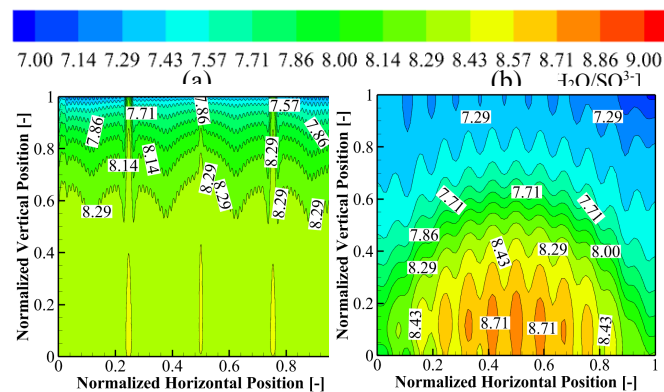 7.00 7.14 7.29 7.43 7.57 7.71 7.86 8.00 8.14 8.29 8.43 8.57 8.71 8.86 9.00
(a) (b) H₂O/SO³⁻]
Normalized Vertical Position [-]
1
0.8
0.6
0.4
0.2
0
0.2 0.4 0.6 0.8
Normalized Horizontal Position [-]
7.71 7.86 7.57
7.86 7.86
8.14 8.14 8.29
8.29 8.29 8.29 8.29 8.29
Normalized Vertical Position [-]
1
0.8
0.6
0.4
0.2
0
0 0.2 0.4 0.6 0.8 1
Normalized Horizontal Position [-]
7.29 7.29
7.71 7.71 7.71
7.86 8.43 8.29 8.00
8.29
8.43 8.71 8.71 8.43